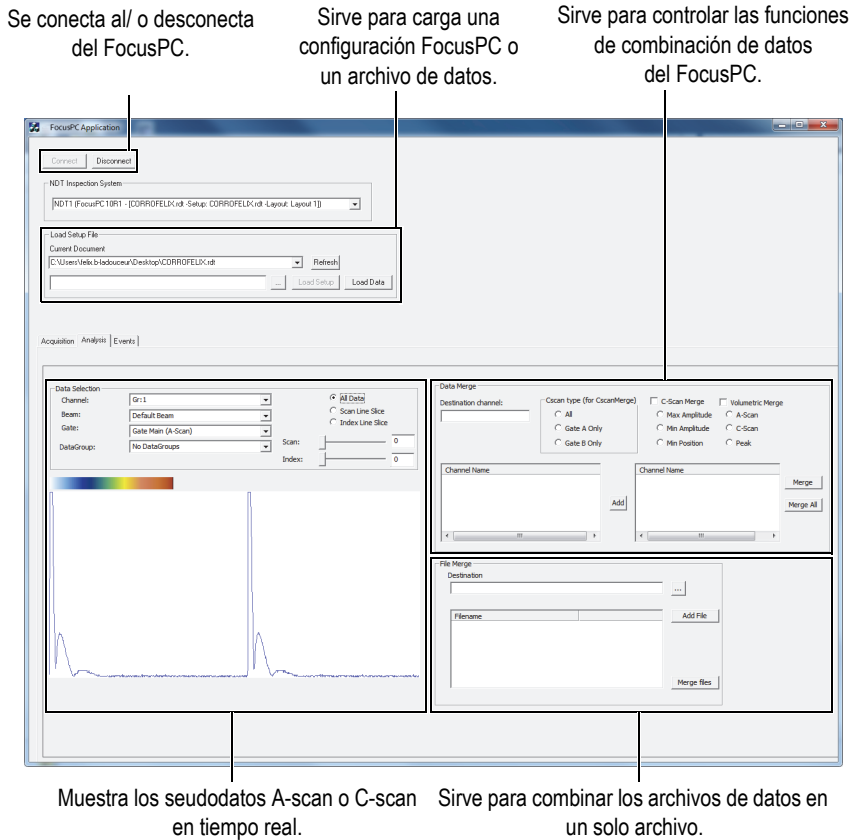 Se conecta al/ o desconecta
del FocusPC.
Sirve para carga una
configuración FocusPC o
un archivo de datos.
Sirve para controlar las funciones
de combinación de datos
del FocusPC.
FocusPC Application
Connect Disconnect
NDT Inspection System
NDT1 (FocusPC10R1 - [CORROFELIX.rdt -Setup: CORROFELIX.rdt -Layout: Layout 1])
Load Setup File
Current Document
C:\Users\felix.b-ladouceur\Desktop\CORROFELIX.rdt Refresh
... Load Setup Load Data
Acquisition Analysis Events
Data Selection
Channel: Gr:1
Beam: Default Beam
Gate: Gate Main (A-Scan)
DataGroup: No DataGroups
All Data
Scan Line Slice
Index Line Slice
Scan: 0
Index: 0
Data Merge
Destination channel:
Cscan type (for CscanMerge)
All
Gate A Only
Gate B Only
C-Scan Merge
Max Amplitude
Min Amplitude
Min Position
Volumetric Merge
A-Scan
C-Scan
Peak
Channel Name
Add
Channel Name
Merge
Merge All
File Merge
Destination
...
Filename
Add File
Merge files
Muestra los seudodatos A-scan o C-scan
en tiempo real.
Sirve para combinar los archivos de datos en
un solo archivo.